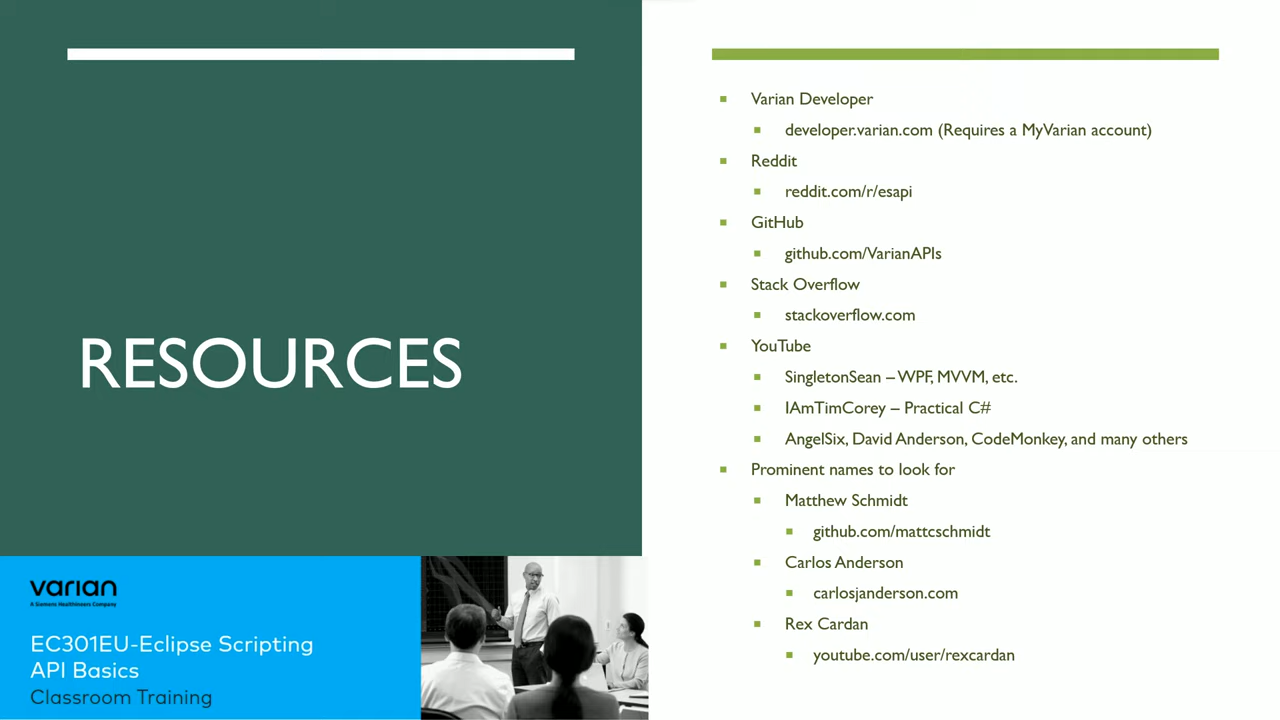 RESOURCES
varian
A Siemens Healthineers Company
EC301EU-Eclipse Scripting
API Basics
Classroom Training
Varian Developer
developer.varian.com (Requires a MyVarian account)
Reddit
reddit.com/r/esapi
GitHub
github.com/VarianAPIs
Stack Overflow
stackoverflow.com
YouTube
SingletonSean – WPF, MVVM, etc.
IAmTimCorey – Practical C#
AngelSix, David Anderson, CodeMonkey, and many others
Prominent names to look for
Matthew Schmidt
github.com/mattcschmidt
Carlos Anderson
carlosjanderson.com
Rex Cardan
youtube.com/user/rexcardan